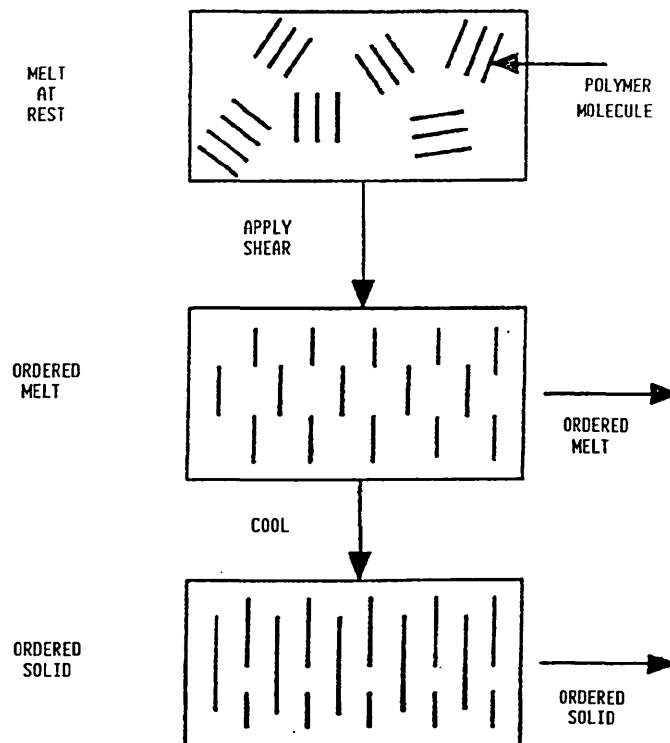 MELT
AT
REST
POLYMER
MOLECULE
APPLY
SHEAR
ORDERED
MELT
ORDERED
MELT
COOL
ORDERED
SOLID
ORDERED
SOLID